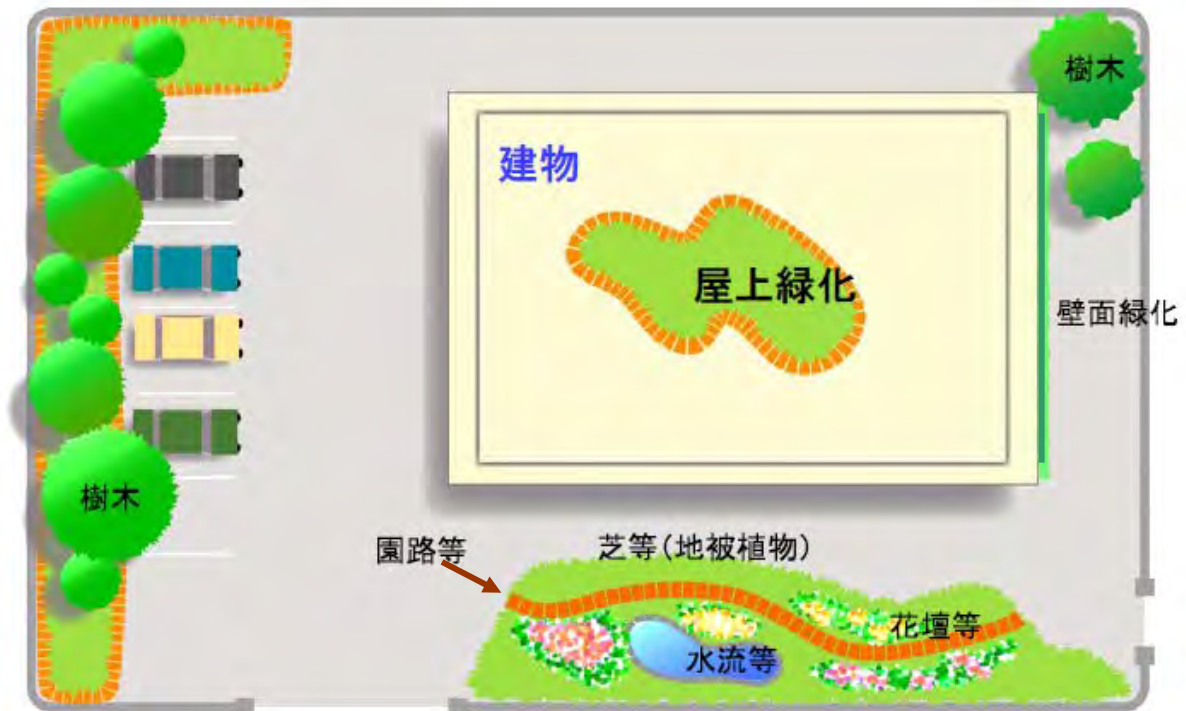 樹木
建物
屋上緑化
壁面緑化
樹木
園路等
芝等(地被植物)
花壇等
水流等